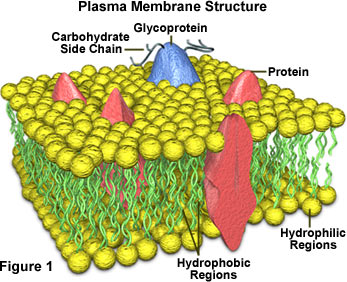 Plasma Membrane Structure
Glycoprotein
Carbohydrate
Side Chain
Protein
Hydrophilic
Regions
Hydrophobic
Regions
Figure 1